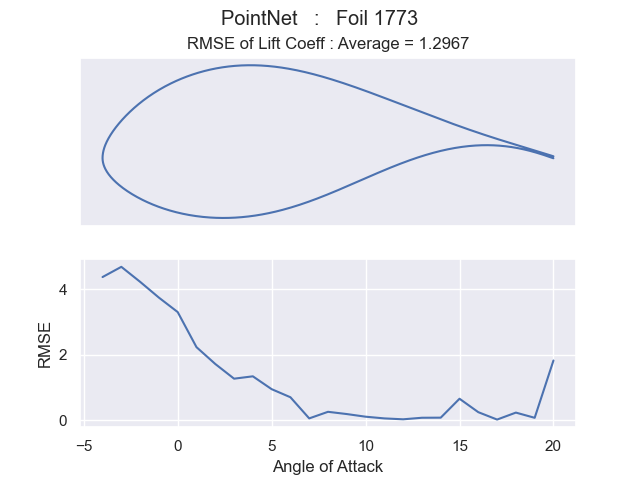 PointNet   :   Foil 1773
RMSE of Lift Coeff : Average = 1.2967
4
2
0
RMSE
−5 0 5 10 15 20
Angle of Attack